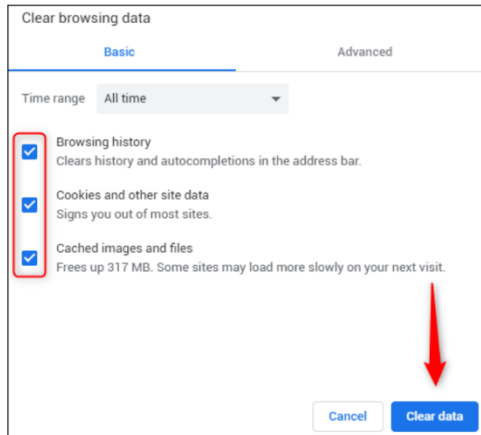 Clear browsing data
Basic
Advanced
Time range
All time
Browsing history
Clears history and autocompletions in the address bar.
Cookies and other site data
Signs you out of most sites.
Cached images and files
Frees up 317 MB. Some sites may load more slowly on your next visit.
Cancel
Clear data